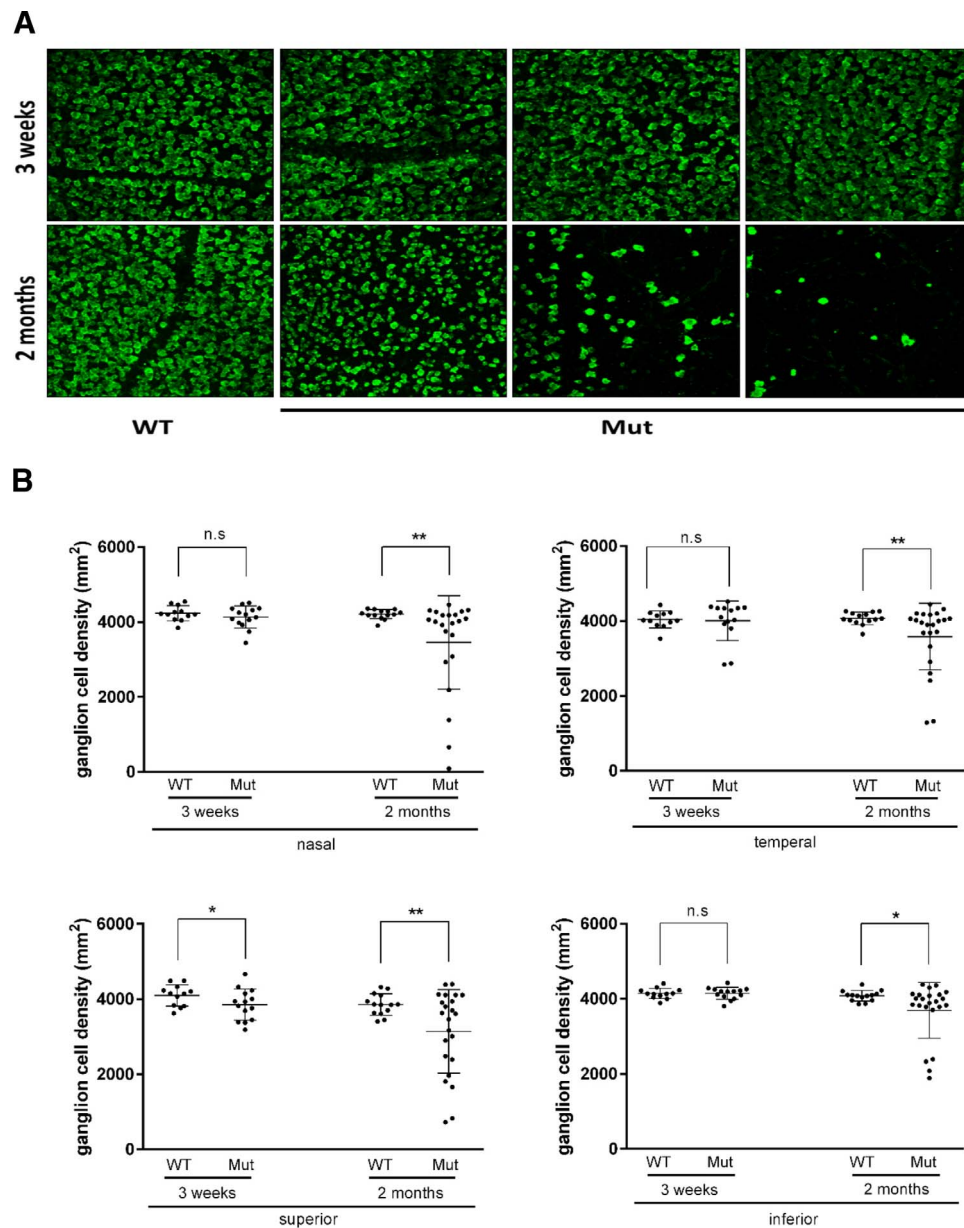 A
3 weeks
2 months
WT
Mut
B
n.s
**
6000
4000
2000
0
ganglion cell density (mm²)
WT
Mut
WT
Mut
3 weeks
2 months
nasal
n.s
**
6000
4000
2000
0
ganglion cell density (mm²)
WT
Mut
WT
Mut
3 weeks
2 months
temperal
*
**
6000
4000
2000
0
ganglion cell density (mm²)
WT
Mut
WT
Mut
3 weeks
2 months
superior
n.s
*
6000
4000
2000
0
ganglion cell density (mm²)
WT
Mut
WT
Mut
3 weeks
2 months
inferior